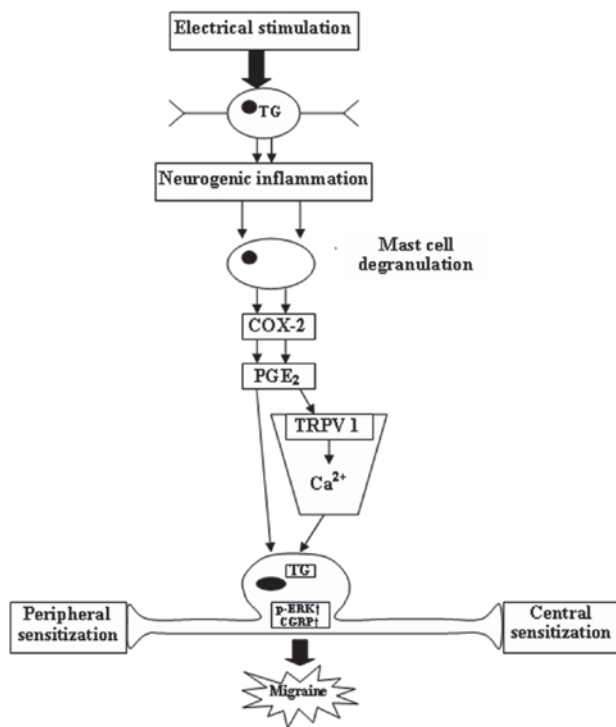 Electrical stimulation
TG
Neurogenic inflammation
Mast cell
degranulation
COX-2
PGE₂
TRPV 1
Ca²⁺
TG
p-ERK↑
CGRP↑
Peripheral
sensitization
Central
sensitization
Migraine